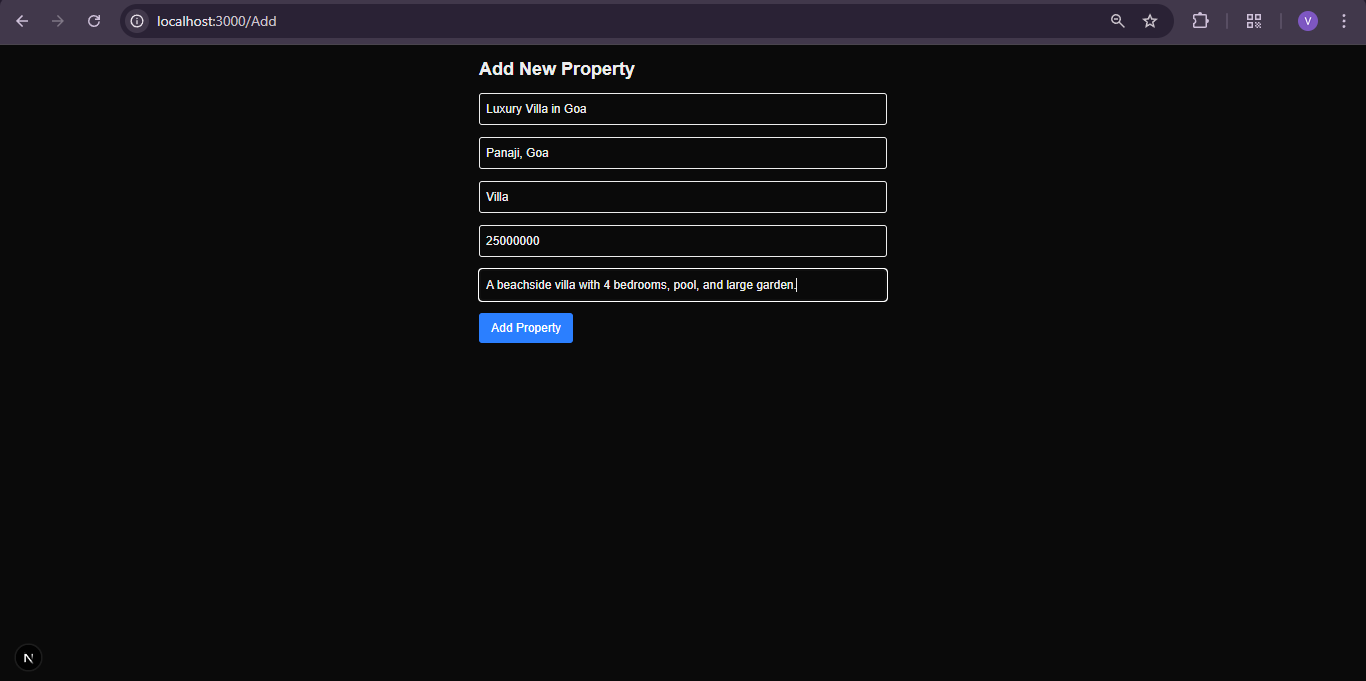 localhost:3000/Add
V
Add New Property
Luxury Villa in Goa
Panaji, Goa
Villa
25000000
A beachside villa with 4 bedrooms, pool, and large garden.
Add Property
N